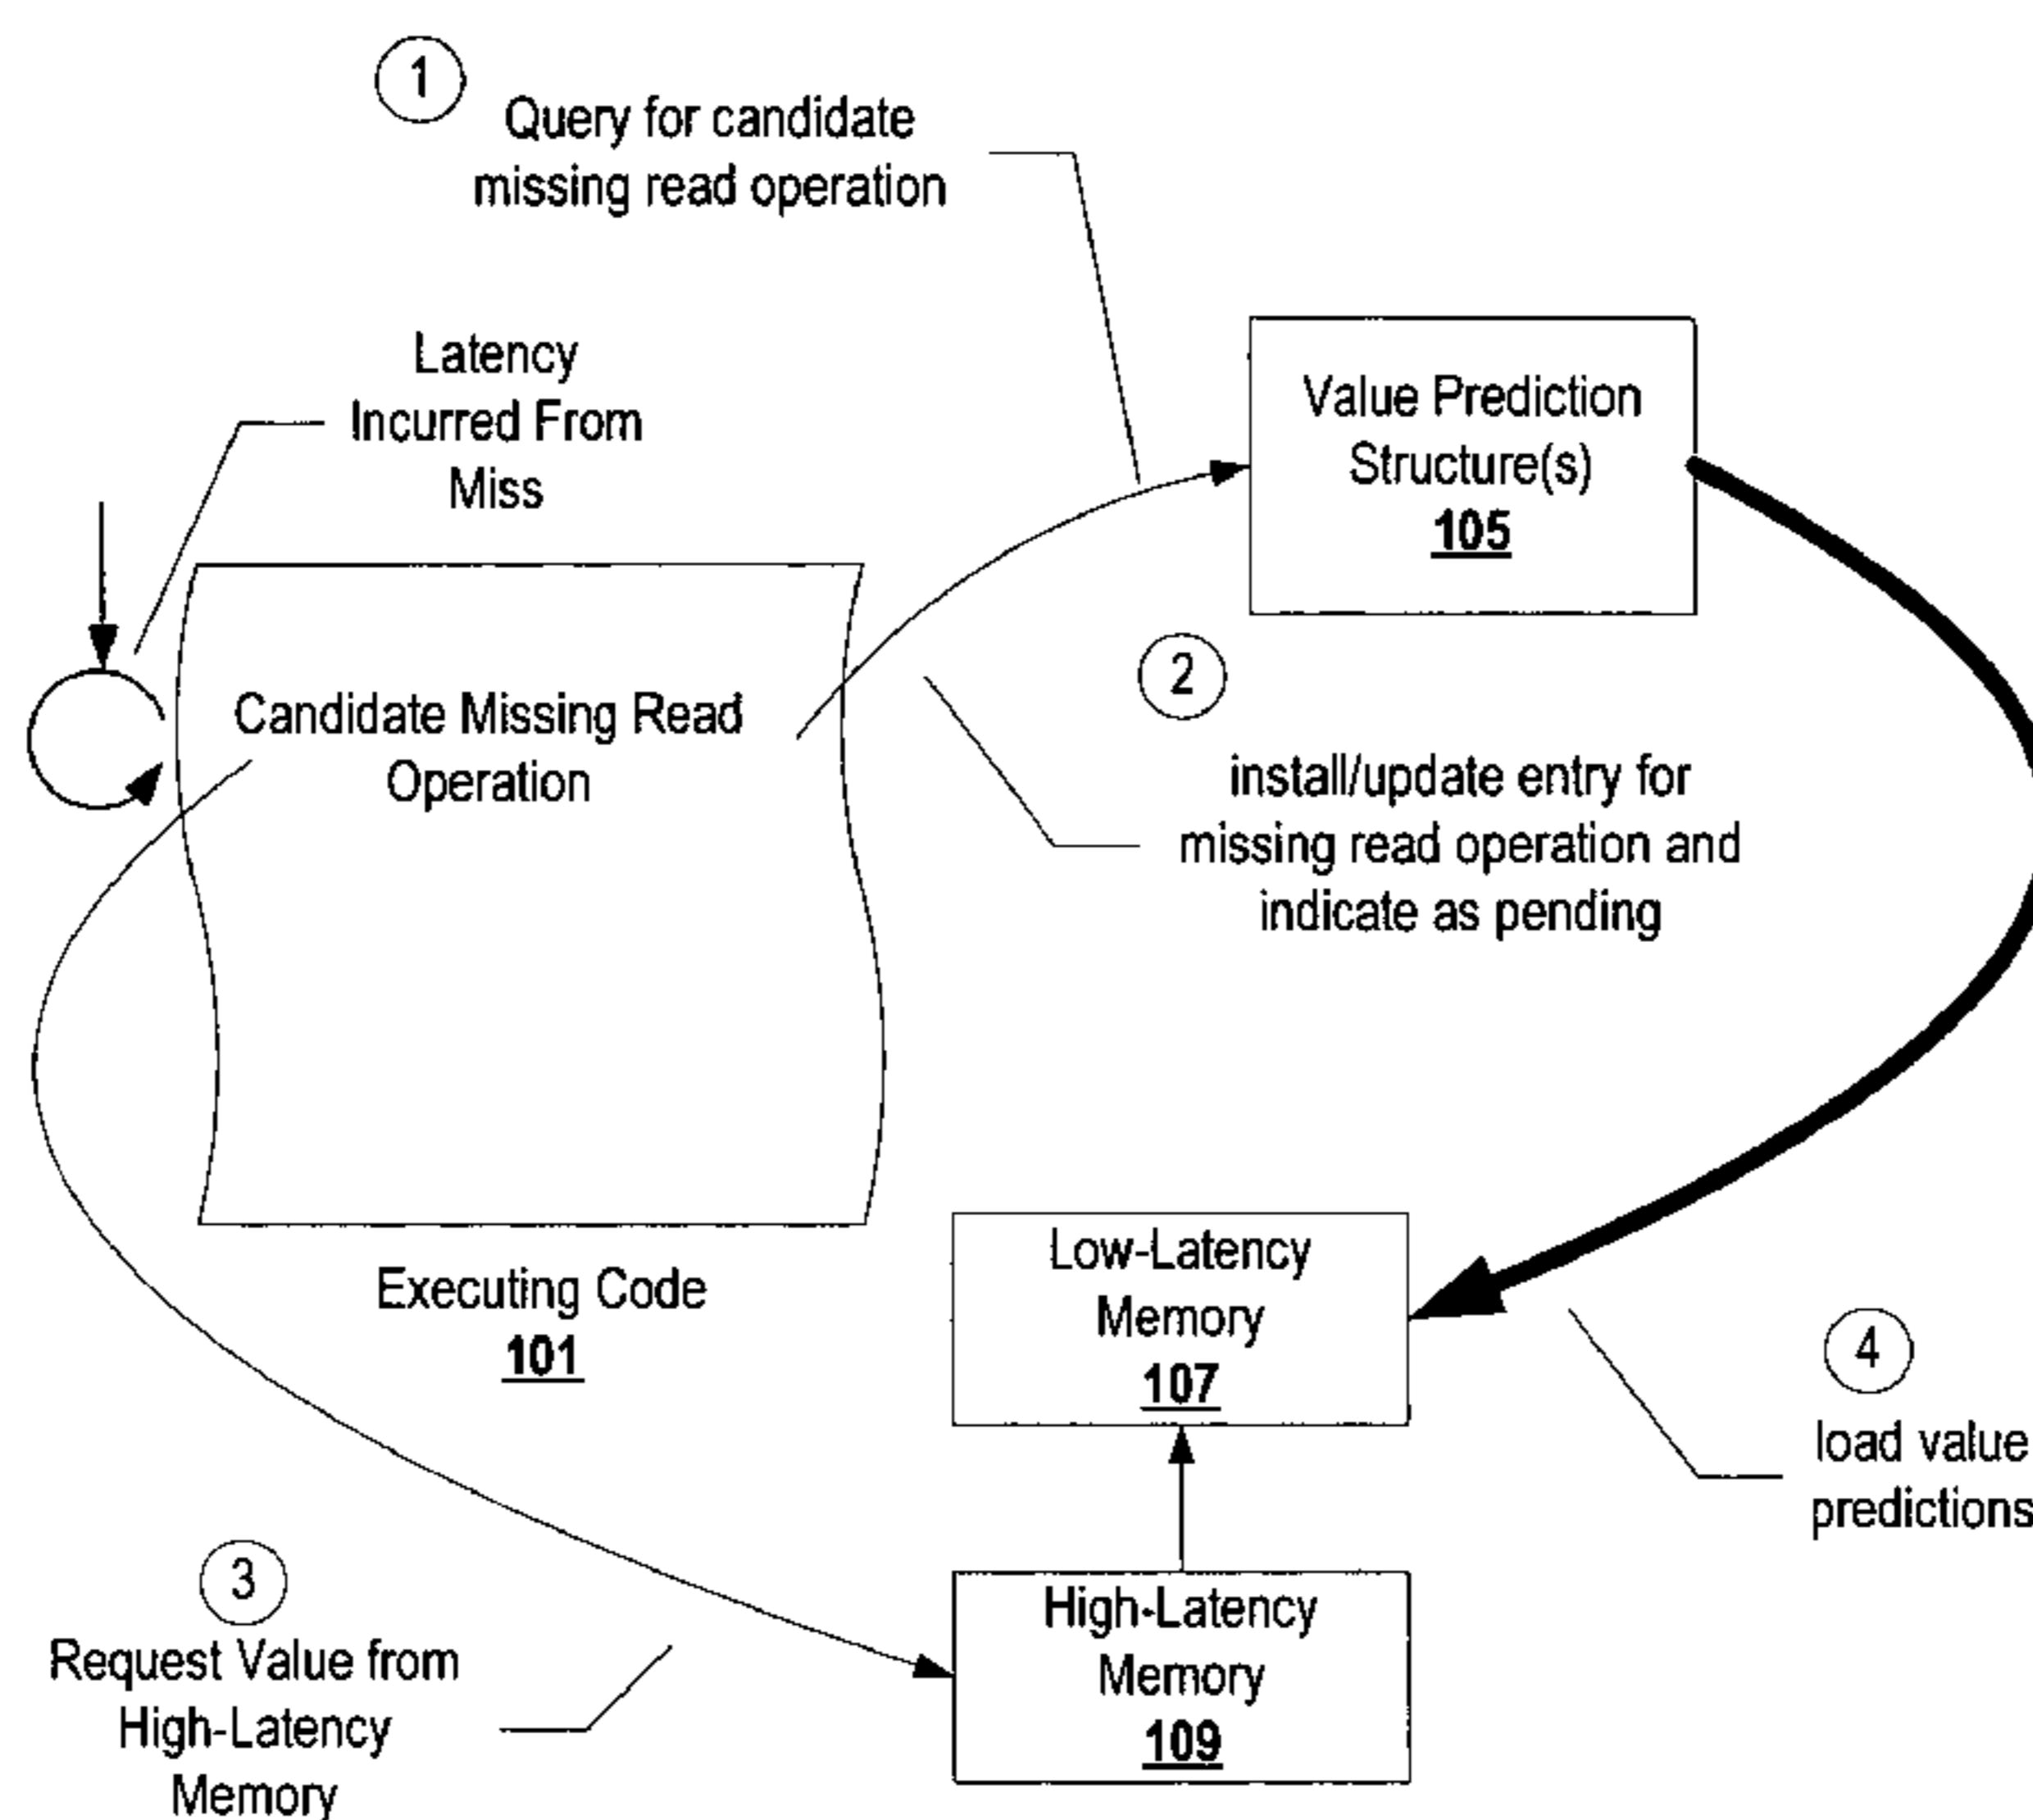 1
Query for candidate
missing read operation
Latency
Incurred From
Miss
Value Prediction
Structure(s)
105
Candidate Missing Read
Operation
2
install/update entry for
missing read operation and
indicate as pending
Executing Code
101
Low-Latency
Memory
107
4
load value
predictions
3
Request Value from
High-Latency
Memory
High-Latency
Memory
109